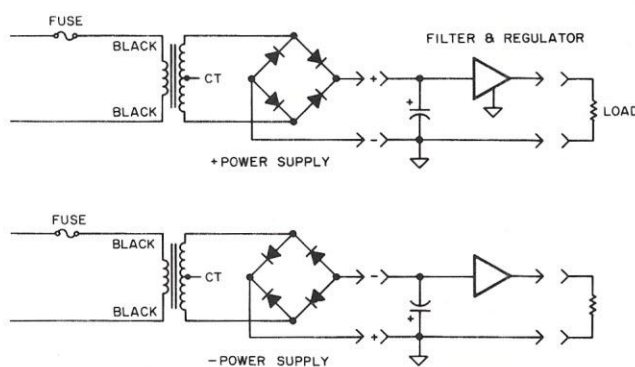 FUSE
BLACK
CT
BLACK
+
-
+
FILTER & REGULATOR
LOAD
+POWER SUPPLY
FUSE
BLACK
CT
BLACK
-
+
+
-POWER SUPPLY